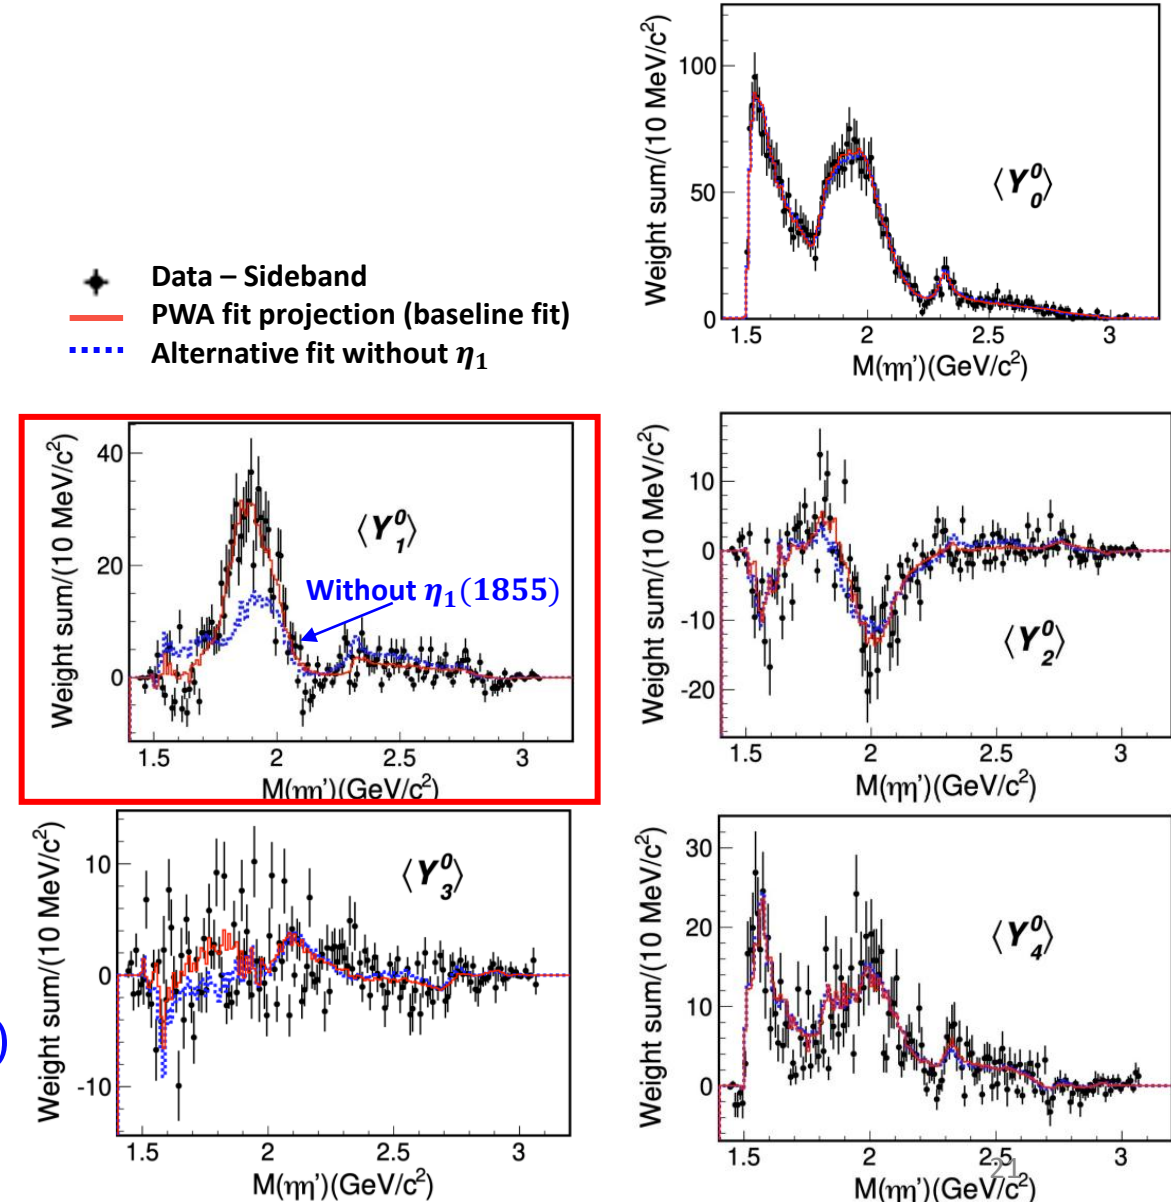 Weight sum/(10 MeV/c²)
100
50
0
⟨Y⁰₀⟩
1.5
2
2.5
3
M(ηη')(GeV/c²)
Data – Sideband
PWA fit projection (baseline fit)
Alternative fit without η₁
Weight sum/(10 MeV/c²)
40
20
0
⟨Y⁰₁⟩
Without η₁(1855)
1.5
2
2.5
3
M(ηη')(GeV/c²)
Weight sum/(10 MeV/c²)
10
0
-10
-20
⟨Y⁰₂⟩
1.5
2
2.5
3
M(ηη')(GeV/c²)
)
Weight sum/(10 MeV/c²)
10
0
-10
⟨Y⁰₃⟩
1.5
2
2.5
3
M(ηη')(GeV/c²)
Weight sum/(10 MeV/c²)
30
20
10
0
⟨Y⁰₄⟩
1.5
2
2.5
3
M(ηη')(GeV/c²)
21